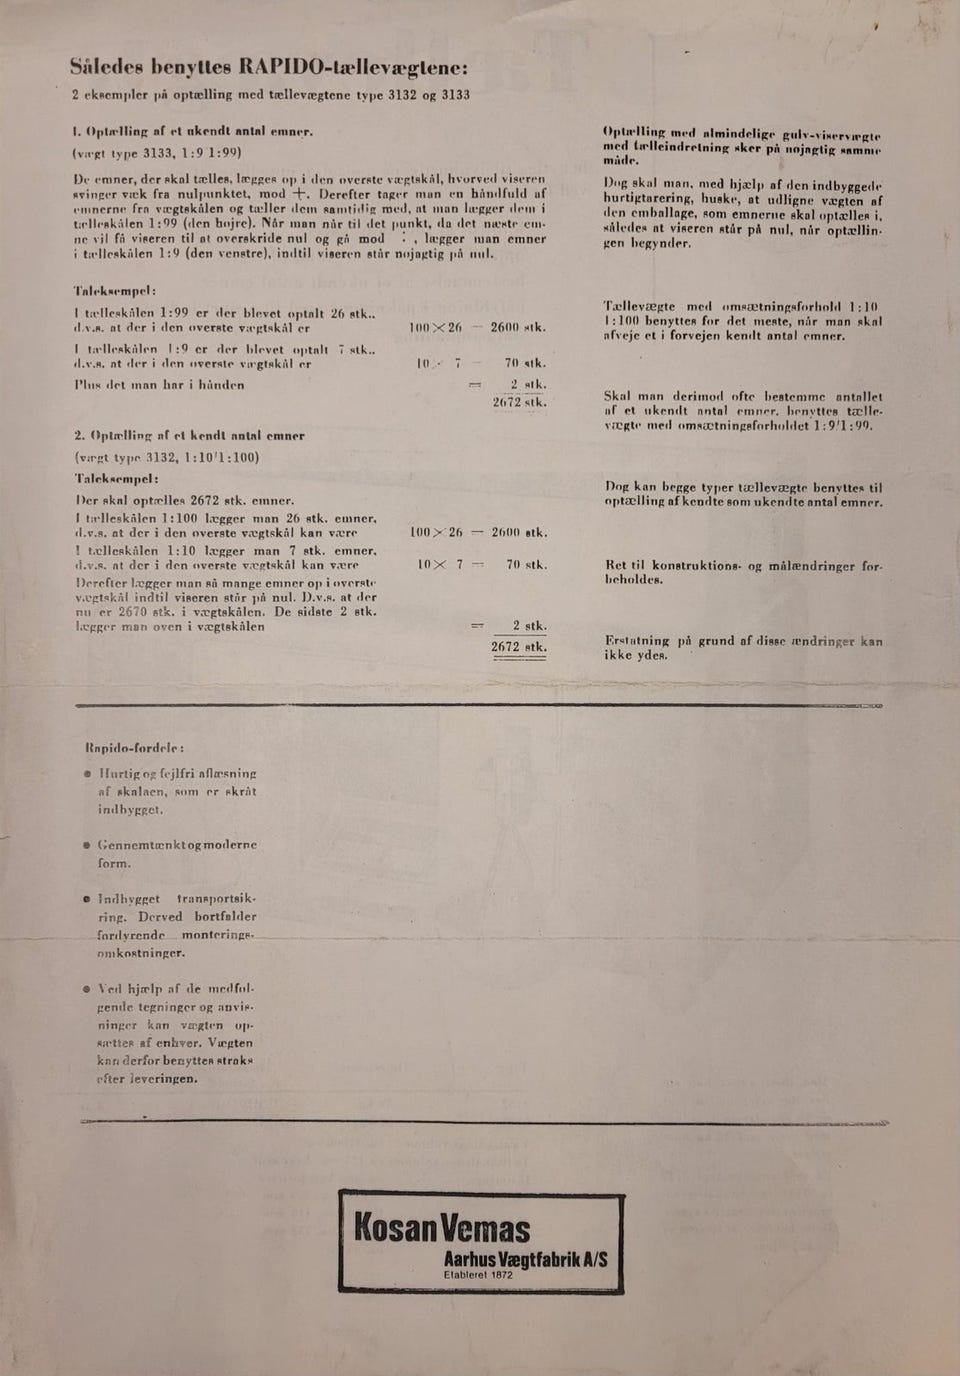 Således benyttes RAPIDO-tællevægtene:
2 eksempler på optælling med tællevægtene type 3132 og 3133
1. Optælling af et ukendt antal emner.
(vægt type 3133, 1:9 1:99)
De emner, der skal tælles, lægges op i den øverste vægtskål, hvorved viseren
svinger væk fra nulpunktet, mod +. Derefter tager man en håndfuld af
emnerne fra vægtskålen og tæller dem samtidig med, at man lægger dem i
tælleskålen 1:99 (den højre). Når man når til det punkt, da det næste em-
ne vil få viseren til at overskride nul og gå mod ÷, lægger man emner
i tælleskålen 1:9 (den venstre), indtil viseren står nøjagtig på nul.
Taleksempel:
I tælleskålen 1:99 er der blevet optalt 26 stk..
d.v.s. at der i den øverste vægtskål er 100 × 26 = 2600 stk.
I tælleskålen 1:9 er der blevet optalt 7 stk..
d.v.s. at der i den øverste vægtskål er 10 × 7 = 70 stk.
Plus det man har i hånden = 2 stk.
2672 stk.
2. Optælling af et kendt antal emner
(vægt type 3132, 1:10/1:100)
Taleksempel:
Der skal optælles 2672 stk. emner.
I tælleskålen 1:100 lægger man 26 stk. emner,
d.v.s. at der i den øverste vægtskål kan være 100 × 26 = 2600 stk.
I tælleskålen 1:10 lægger man 7 stk. emner,
d.v.s. at der i den øverste vægtskål kan være 10 × 7 = 70 stk.
Derefter lægger man så mange emner op i øverste
vægtskål indtil viseren står på nul. D.v.s. at der
nu er 2670 stk. i vægtskålen. De sidste 2 stk.
lægger man oven i vægtskålen = 2 stk.
2672 stk.
Optælling med almindelige gulv-viservægte
med tælleindretning sker på nøjagtig samme
måde.
Dog skal man, med hjælp af den indbyggede
hurtigtarering, huske, at udligne vægten af
den emballage, som emnerne skal optælles i,
således at viseren står på nul, når optællin-
gen begynder.
Tællevægte med omsætningsforhold 1:10
1:100 benyttes for det meste, når man skal
afveje et i forvejen kendt antal emner.
Skal man derimod ofte bestemme antallet
af et ukendt antal emner, benyttes tælle-
vægte med omsætningsforholdet 1:9/1:99.
Dog kan begge typer tællevægte benyttes til
optælling af kendte som ukendte antal emner.
Ret til konstruktions- og målændringer for-
beholdes.
Erstatning på grund af disse ændringer kan
ikke ydes.
Rapido-fordele:
● Hurtig og fejlfri aflæsning
af skalaen, som er skråt
indbygget.
● Gennemtænkt og moderne
form.
● Indbygget transportsik-
ring. Derved bortfalder
fordyrende monterings-
omkostninger.
● Ved hjælp af de medføl-
gende tegninger og anvis-
ninger kan vægten op-
sættes af enhver. Vægten
kan derfor benyttes straks
efter leveringen.
Kosan Vemas
Aarhus Vægtfabrik A/S
Etableret 1872